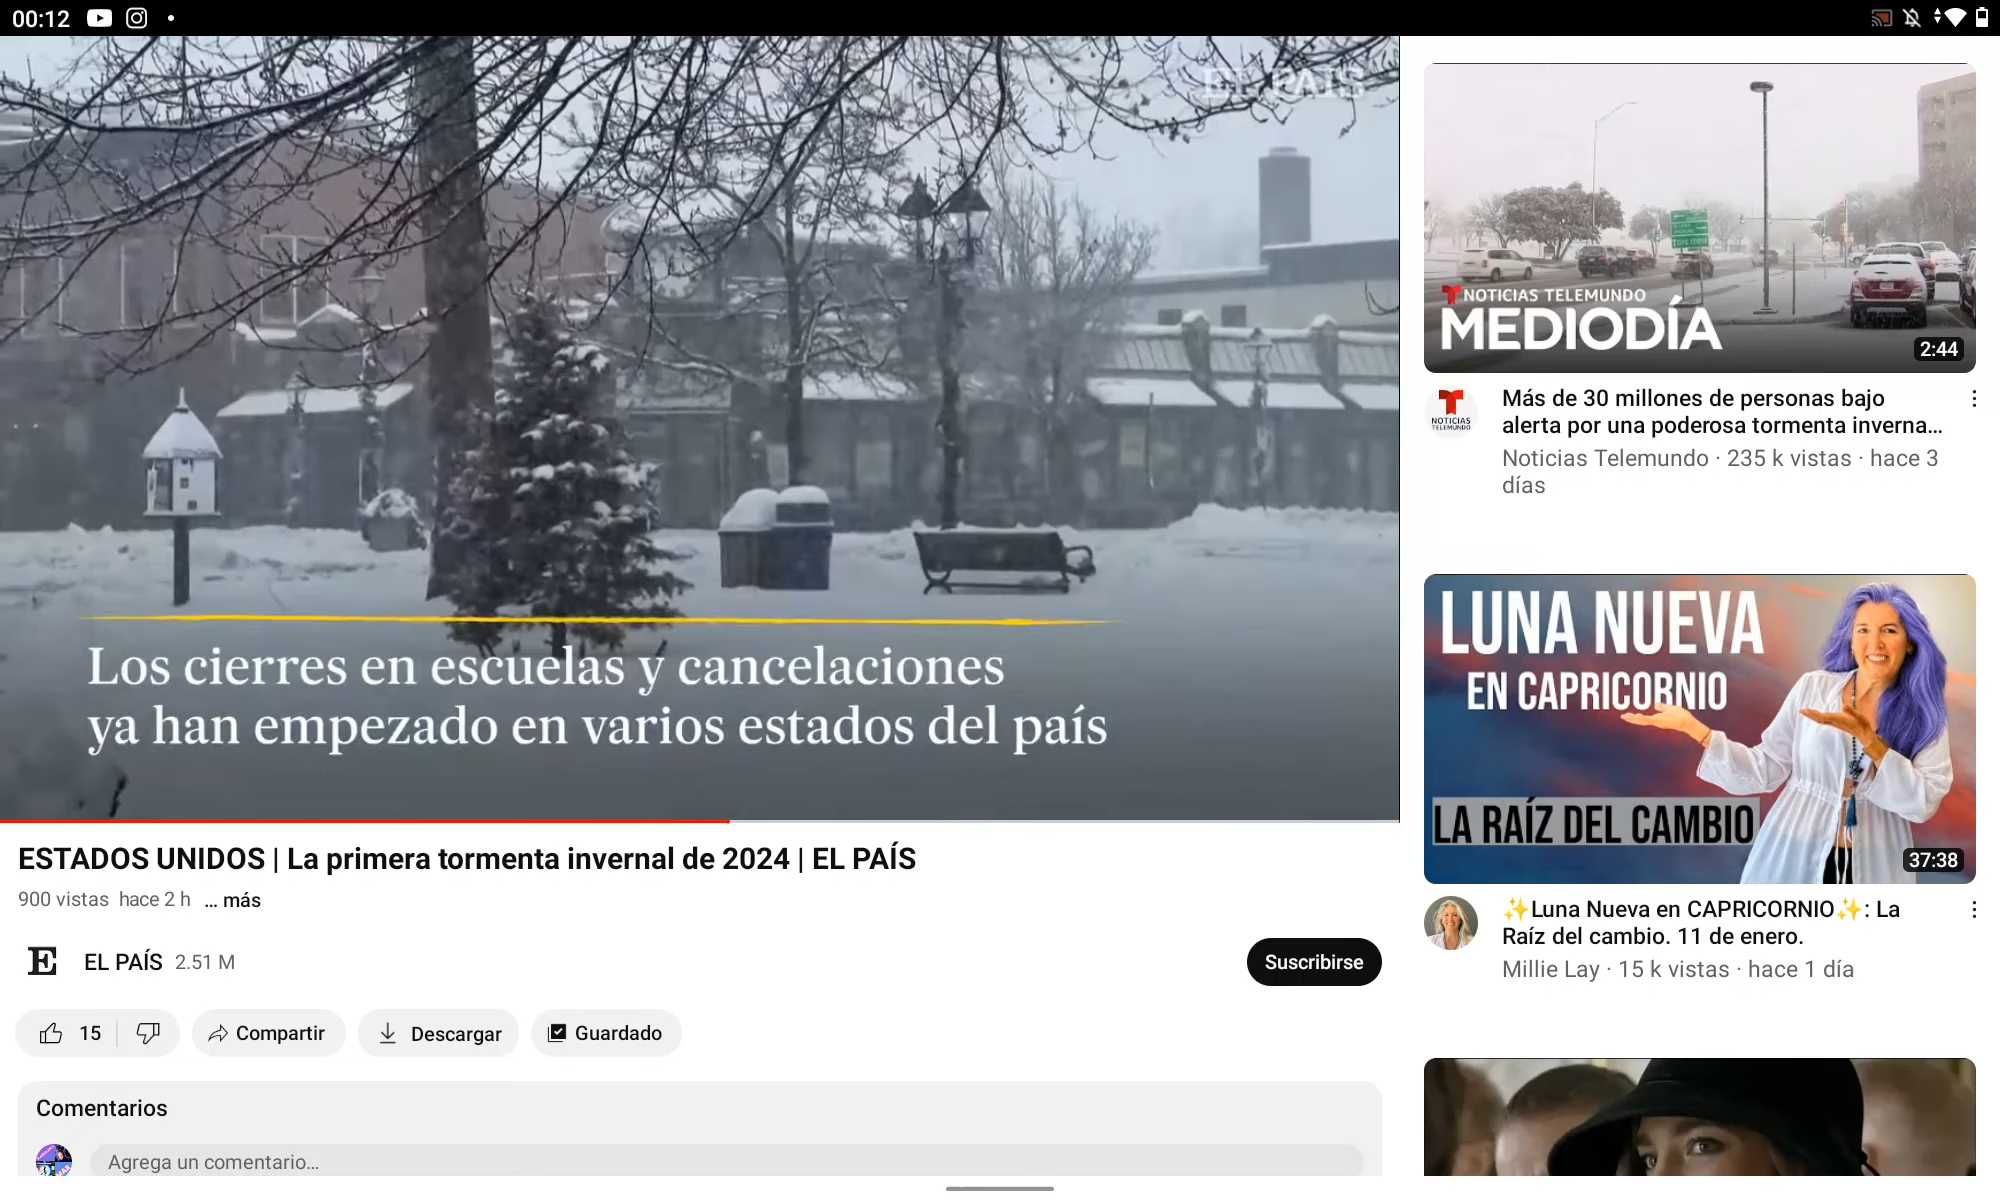 00:12
EL PAÍS
Los cierres en escuelas y cancelaciones
ya han empezado en varios estados del país
ESTADOS UNIDOS | La primera tormenta invernal de 2024 | EL PAÍS
900 vistas hace 2 h ... más
E EL PAÍS 2.51 M
Suscribirse
15
Compartir
Descargar
Guardado
Comentarios
Agrega un comentario...
NOTICIAS TELEMUNDO
MEDIODÍA
2:44
NOTICIAS
TELEMUNDO
Más de 30 millones de personas bajo
alerta por una poderosa tormenta inverna...
Noticias Telemundo · 235 k vistas · hace 3
días
LUNA NUEVA
EN CAPRICORNIO
LA RAÍZ DEL CAMBIO
37:38
✨Luna Nueva en CAPRICORNIO✨: La
Raíz del cambio. 11 de enero.
Millie Lay · 15 k vistas · hace 1 día